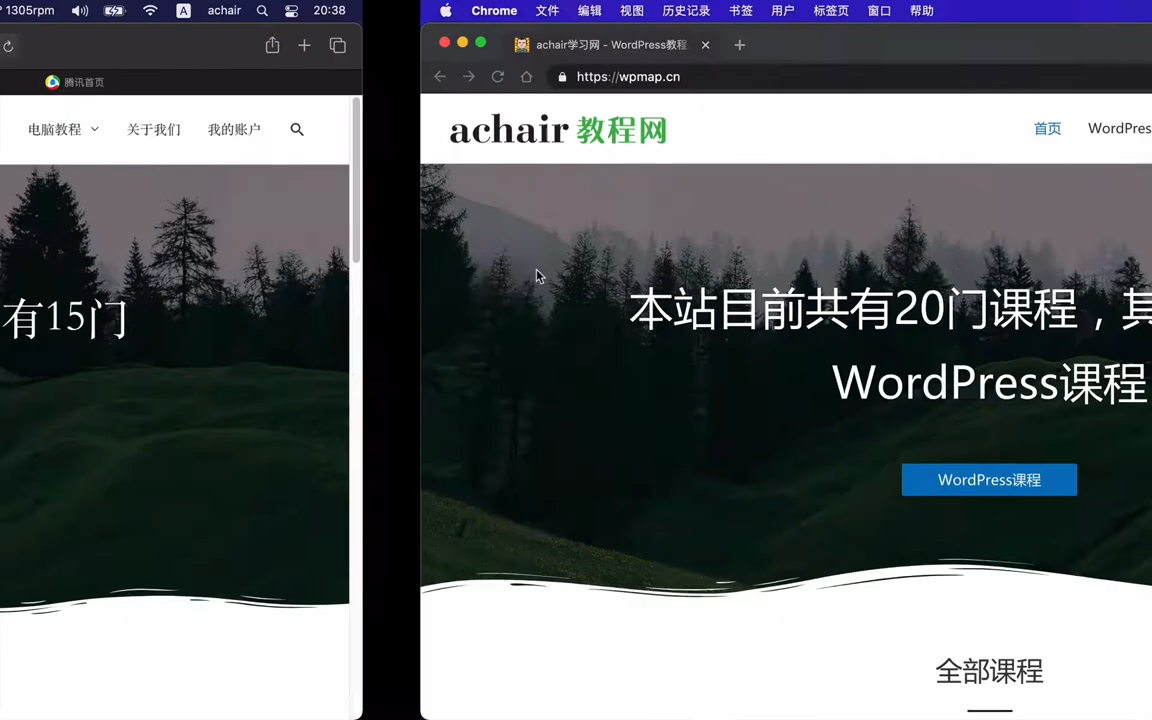 1305rpm A achair 20:38
腾讯首页
电脑教程 关于我们 我的账户
有15门
Chrome 文件 编辑 视图 历史记录 书签 用户 标签页 窗口 帮助
achair学习网 - WordPress教程
https://wpmap.cn
achair 教程网
首页 WordPres
本站目前共有20门课程，其
WordPress课程
WordPress课程
全部课程